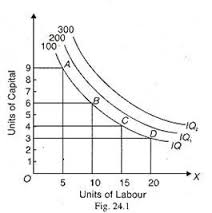 300
200
100
Units of Capital
9
8
7
6
5
4
3
2
1
A
B
C
D
IQ₂
IQ₁
IQ
O
5
10
15
20
X
Units of Labour
Fig. 24.1